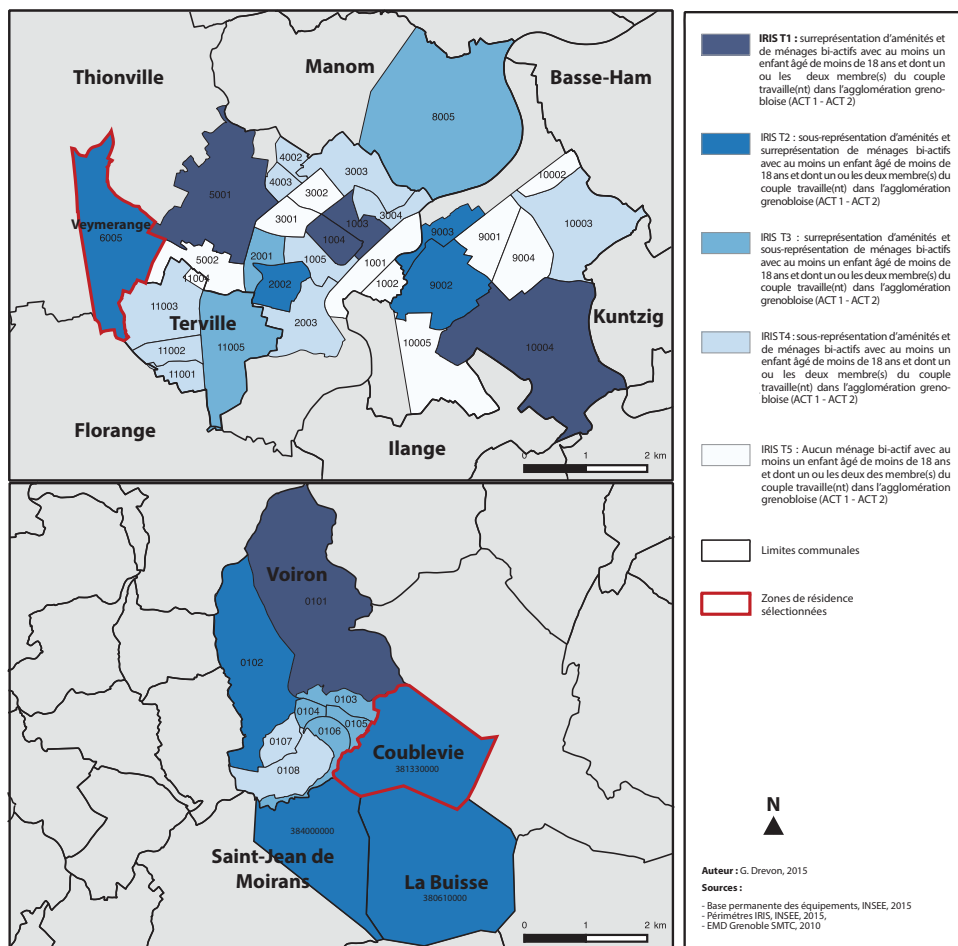 Thionville
Manom
Basse-Ham
8005
4002
10002
3003
4003
5001
3002
10003
3004
3001
1003
Veymerange
9003
1004
9001
6005
5002
2001
1005
1001
9004
11004
2002
1002
9002
11003
Terville
2003
Kuntzig
10005
10004
11005
11002
11001
Florange
Ilange
0 1 2 km
Voiron
0101
0102
0103
0104
0105
0106
0107
0108
Coublevie
381330000
384000000
Saint-Jean de
Moirans
La Buisse
380610000
0 1 2 km
IRIS T1 : surreprésentation d'aménités et
de ménages bi-actifs avec au moins un
enfant âgé de moins de 18 ans et dont un
ou les deux membre(s) du couple
travaille(nt) dans l'agglomération greno-
bloise (ACT 1 - ACT 2)
IRIS T2 : sous-représentation d'aménités et
surreprésentation de ménages bi-actifs
avec au moins un enfant âgé de moins de
18 ans et dont un ou les deux membre(s) du
couple travaille(nt) dans l'agglomération
grenobloise (ACT 1 - ACT 2)
IRIS T3 : surreprésentation d'aménités et
sous-représentation de ménages bi-actifs
avec au moins un enfant âgé de moins de
18 ans et dont un ou les deux membre(s) du
couple travaille(nt) dans l'agglomération
grenobloise (ACT 1 - ACT 2)
IRIS T4 : sous-représentation d'aménités et
de ménages bi-actifs avec au moins un
enfant âgé de moins de 18 ans et dont un
ou les deux membre(s) du couple
travaille(nt) dans l'agglomération greno-
bloise (ACT 1 - ACT 2)
IRIS T5 : Aucun ménage bi-actif avec au
moins un enfant âgé de moins de 18 ans
et dont un ou les deux des membre(s) du
couple travaille(nt) dans l'agglomération
grenobloise (ACT 1 - ACT 2)
Limites communales
Zones de résidence
sélectionnées
N
Auteur : G. Drevon, 2015
Sources :
- Base permanente des équipements, INSEE, 2015
- Périmétres IRIS, INSEE, 2015,
- EMD Grenoble SMTC, 2010